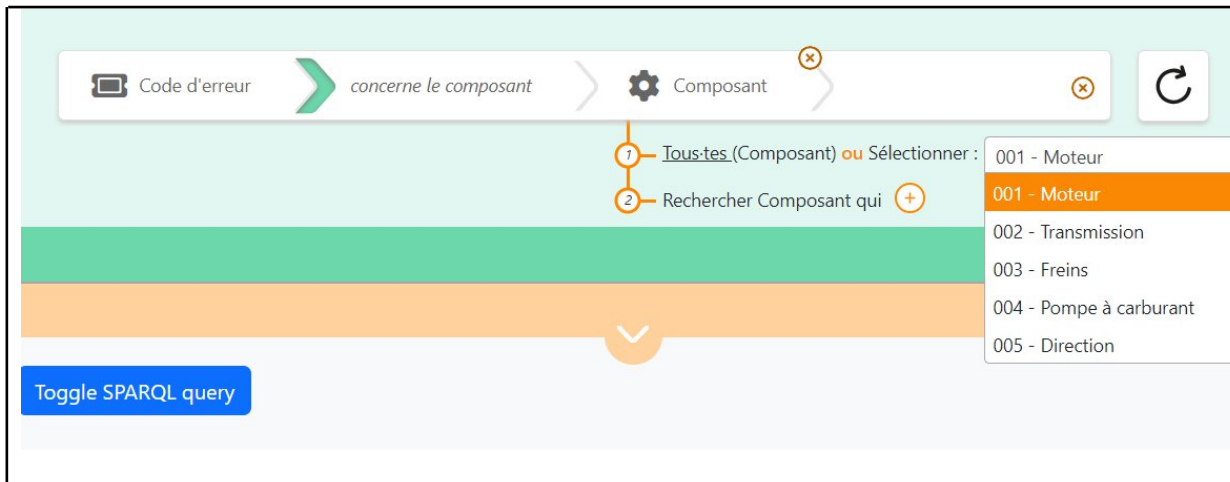 Code d'erreur concerne le composant Composant
1 Tous·tes (Composant) ou Sélectionner : 001 - Moteur
001 - Moteur
2 Rechercher Composant qui +
002 - Transmission
003 - Freins
004 - Pompe à carburant
005 - Direction
Toggle SPARQL query